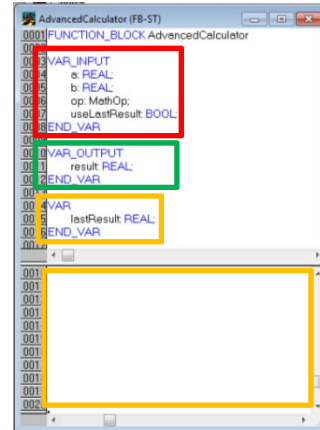 AdvancedCalculator (FB-ST)
0001 FUNCTION_BLOCK AdvancedCalculator
VAR_INPUT
a: REAL;
b: REAL;
op: MathOp;
useLastResult: BOOL;
END_VAR
VAR_OUTPUT
result: REAL;
END_VAR
VAR
lastResult: REAL;
END_VAR